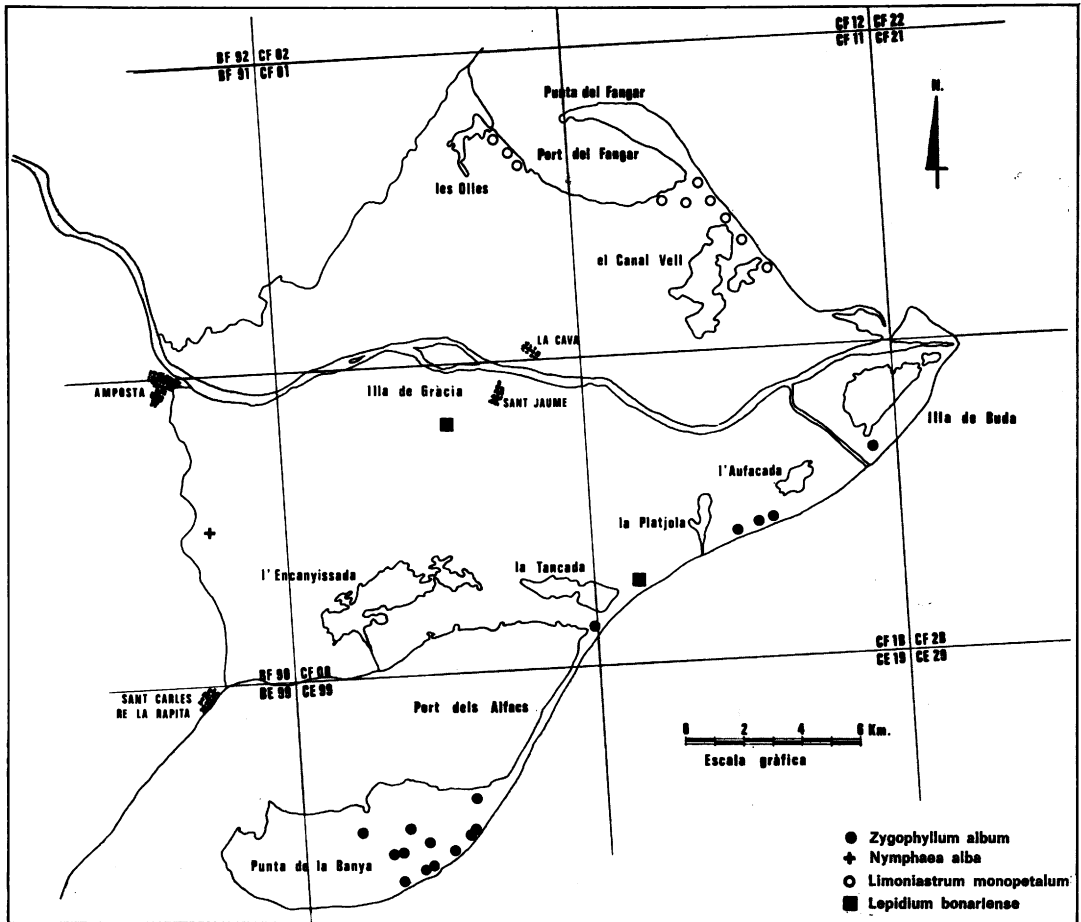 CF 12 CF 22
CF 11 CF 21
BF 92 CF 02
BF 91 CF 01
N.
Punta del Fangar
Port del Fangar
les Olles
el Canal Vell
LA CAVA
AMPOSTA
Illa de Gràcia
SANT JAUME
Illa de Buda
l'Aufacada
la Platjola
la Tancada
l'Encanyissada
CF 10 CF 20
CE 19 CE 29
BF 90 CF 00
BE 99 CE 99
SANT CARLES
RE LA RAPITA
Port dels Alfacs
0 2 4 6 Km.
Escala gràfica
Punta de la Banya
Zygophyllum album
Nymphaea alba
Limoniastrum monopetalum
Lepidium bonariense